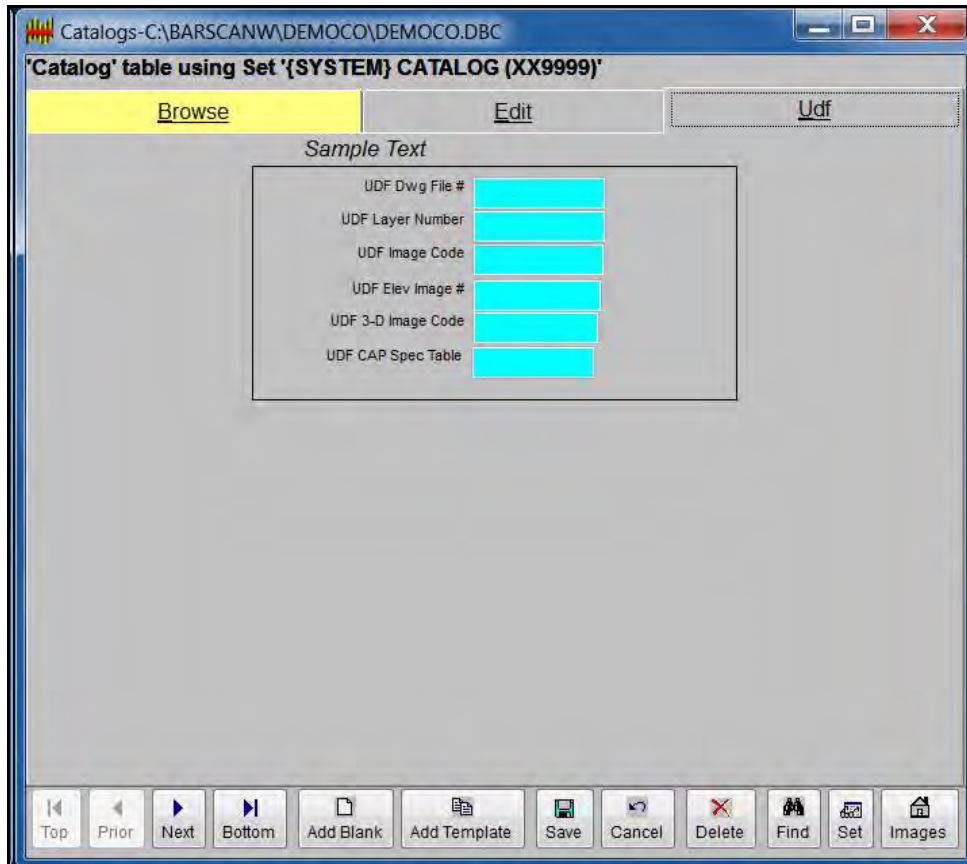 Catalogs-C:\BARSCANW\DEMOCO\DEMOCO.DBC
'Catalog' table using Set '{SYSTEM} CATALOG (XX9999)'
Browse Edit Udf
Sample Text
UDF Dwg File #
UDF Layer Number
UDF Image Code
UDF Elev Image #
UDF 3-D Image Code
UDF CAP Spec Table
Top Prior Next Bottom Add Blank Add Template Save Cancel Delete Find Set Images